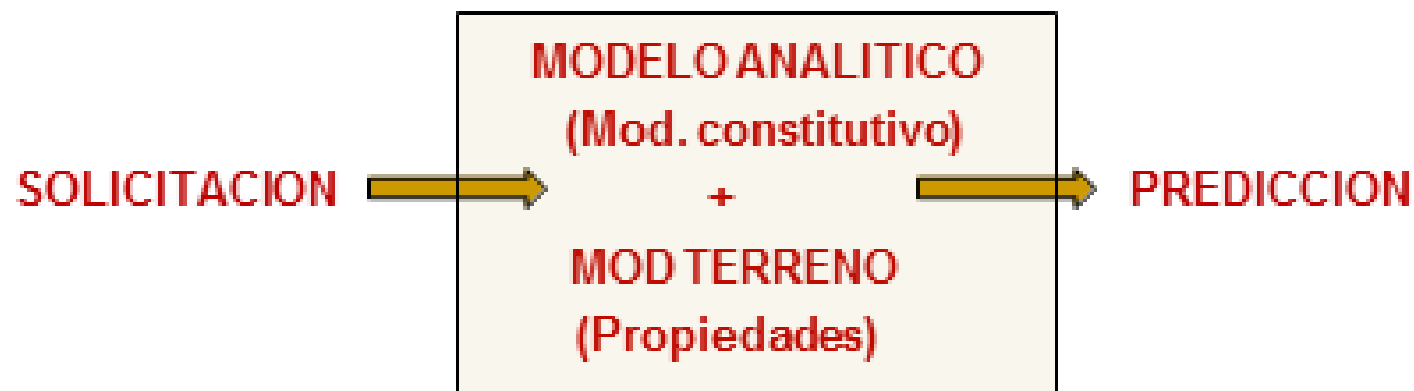 MODELO ANALITICO
(Mod. constitutivo)
SOLICITACION
+
PREDICCION
MOD TERRENO
(Propiedades)